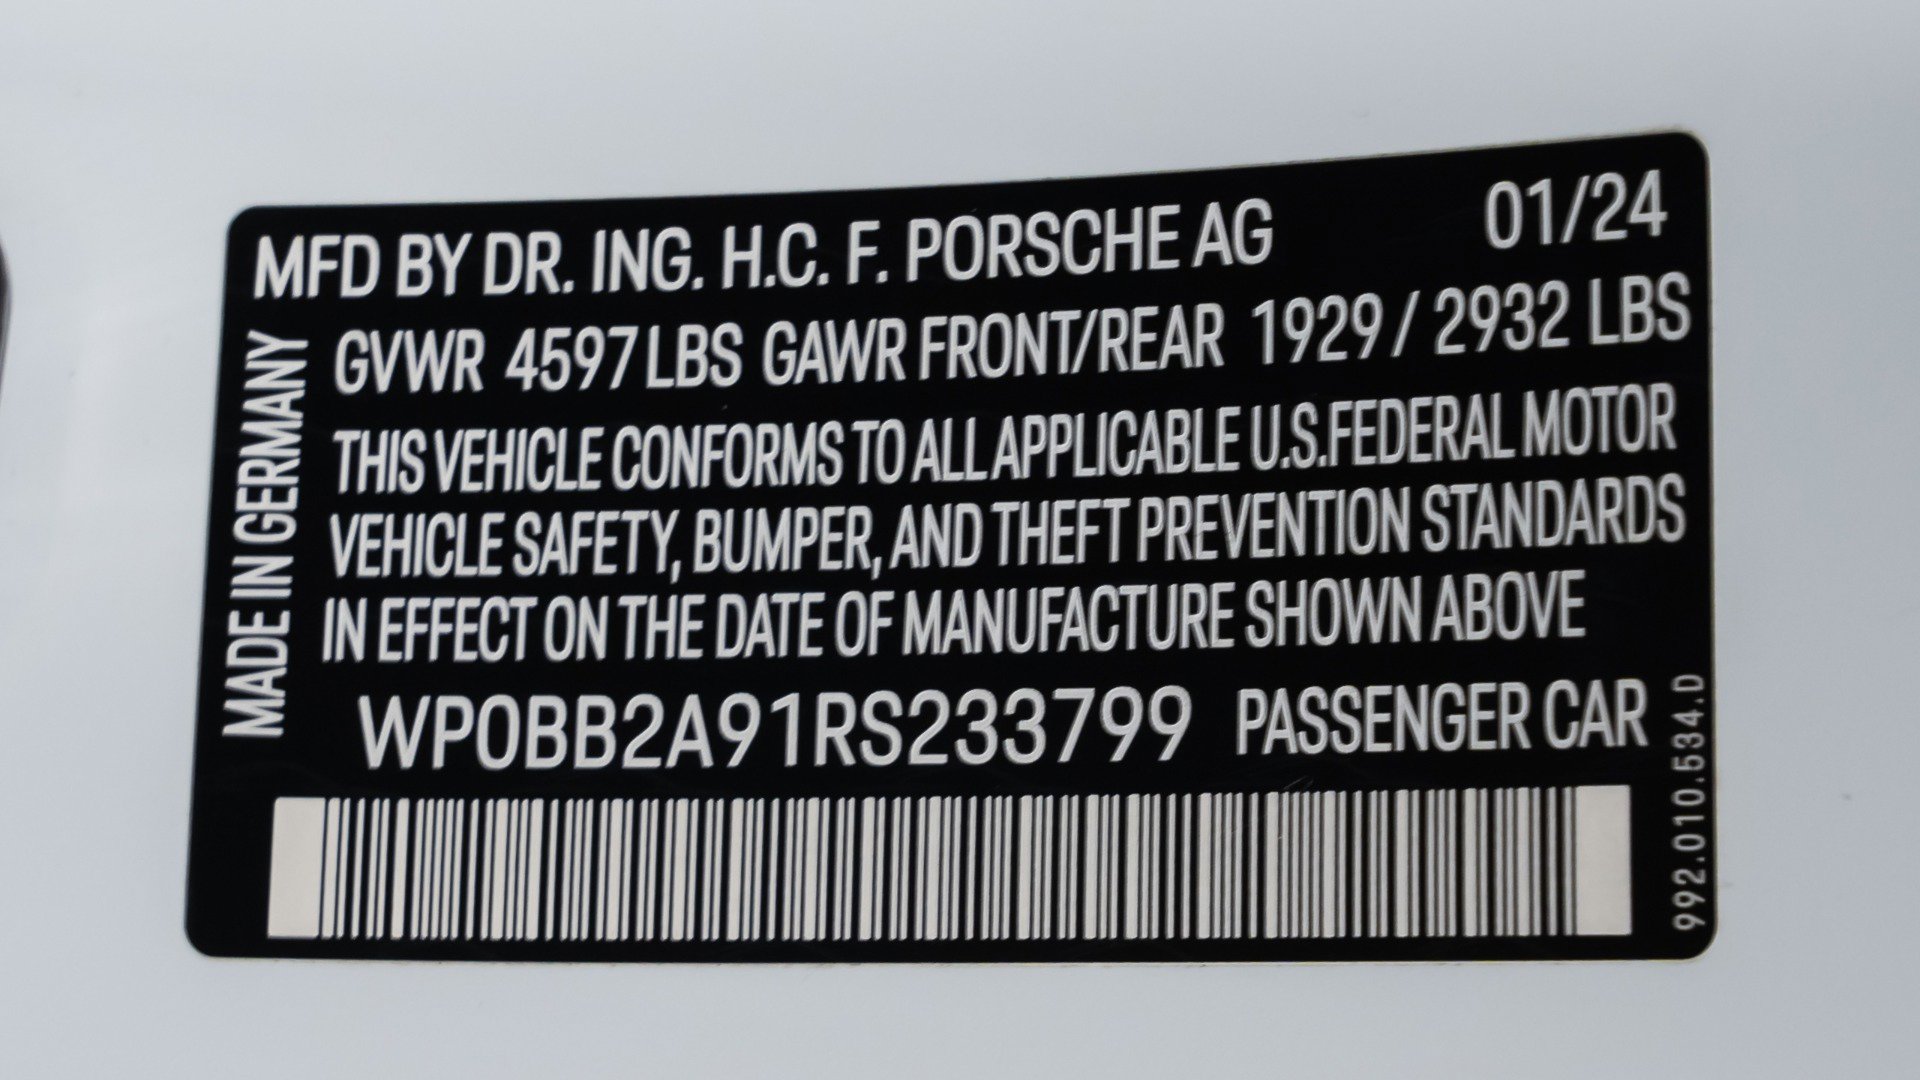 MFD BY DR. ING. H.C. F. PORSCHE AG 01/24
GVWR 4597 LBS GAWR FRONT/REAR 1929 / 2932 LBS
THIS VEHICLE CONFORMS TO ALL APPLICABLE U.S.FEDERAL MOTOR
VEHICLE SAFETY, BUMPER, AND THEFT PREVENTION STANDARDS
IN EFFECT ON THE DATE OF MANUFACTURE SHOWN ABOVE
WP0BB2A91RS233799 PASSENGER CAR
MADE IN GERMANY
992.010.534.D